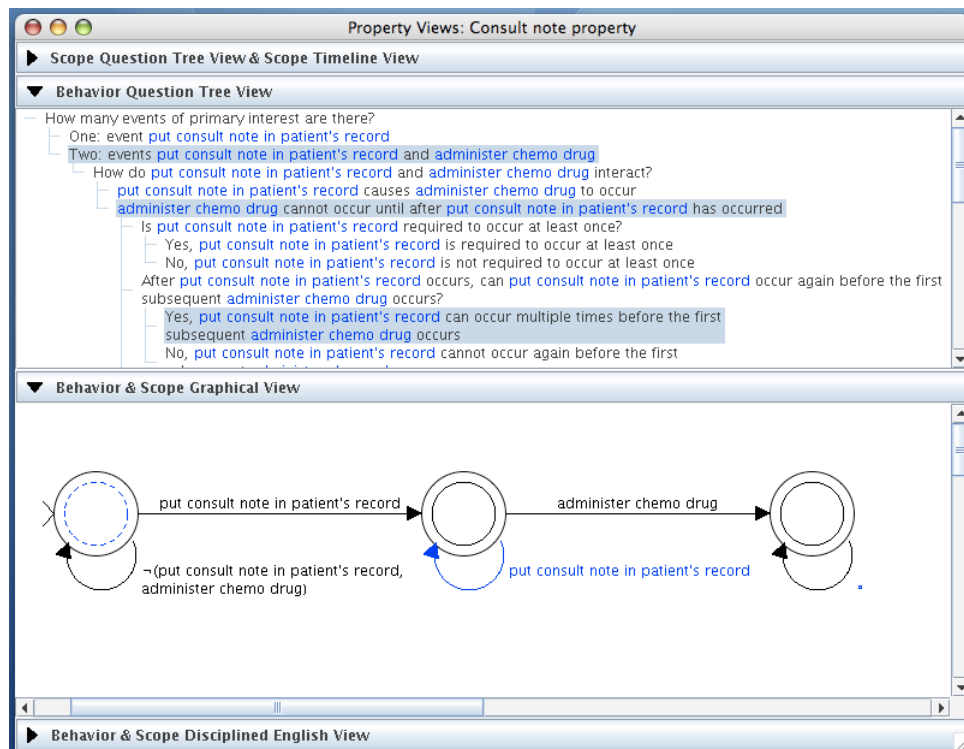 Property Views: Consult note property
Scope Question Tree View & Scope Timeline View
Behavior Question Tree View
How many events of primary interest are there?
One: event put consult note in patient's record
Two: events put consult note in patient's record and administer chemo drug
How do put consult note in patient's record and administer chemo drug interact?
put consult note in patient's record causes administer chemo drug to occur
administer chemo drug cannot occur until after put consult note in patient's record has occurred
Is put consult note in patient's record required to occur at least once?
Yes, put consult note in patient's record is required to occur at least once
No, put consult note in patient's record is not required to occur at least once
After put consult note in patient's record occurs, can put consult note in patient's record occur again before the first
subsequent administer chemo drug occurs?
Yes, put consult note in patient's record can occur multiple times before the first
subsequent administer chemo drug occurs
No, put consult note in patient's record cannot occur again before the first
Behavior & Scope Graphical View
put consult note in patient's record
administer chemo drug
¬(put consult note in patient's record,
administer chemo drug)
put consult note in patient's record
Behavior & Scope Disciplined English View